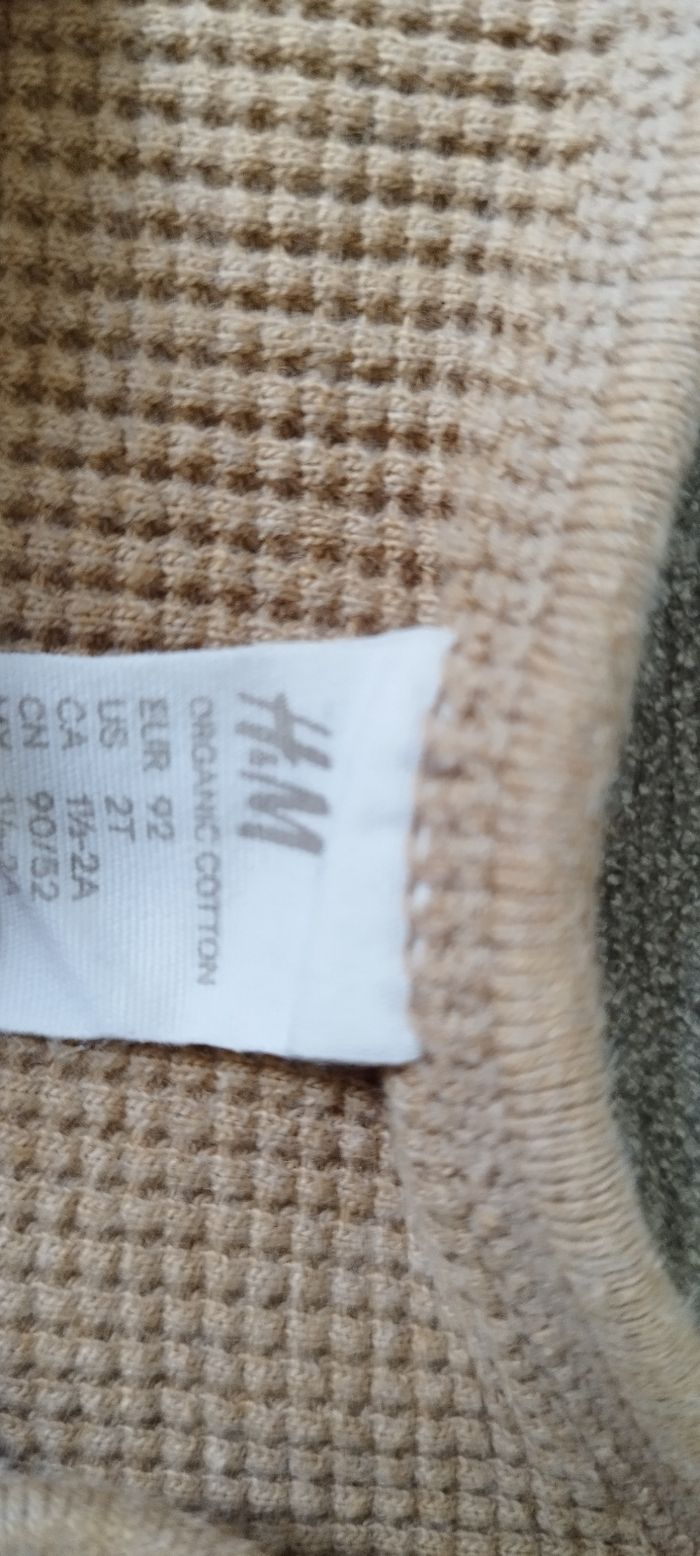 H&M
ORGANIC COTTON
EUR 92
US 2T
CA 1½-2A
CN 90/52